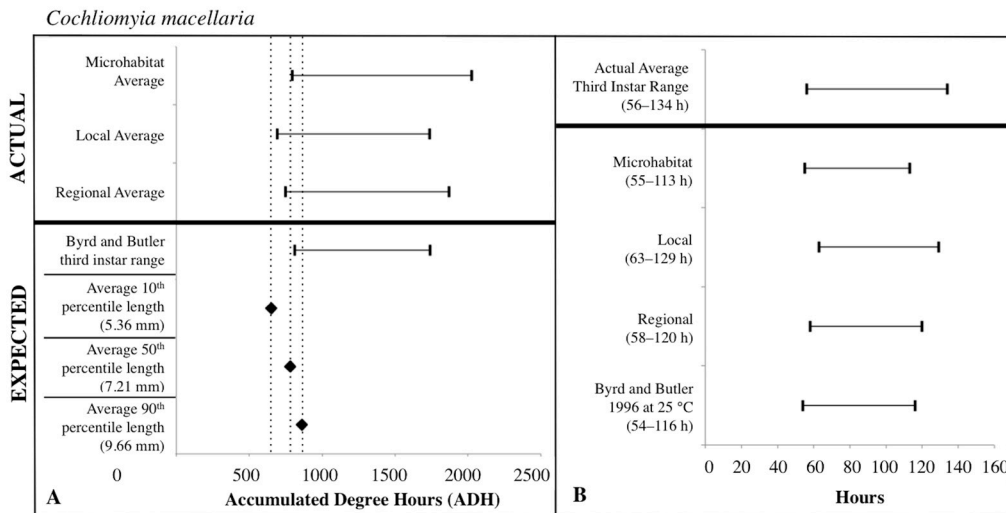 Cochliomyia macellaria
ACTUAL
Microhabitat
Average
Local Average
Regional Average
EXPECTED
Byrd and Butler
third instar range
Average 10th
percentile length
(5.36 mm)
Average 50th
percentile length
(7.21 mm)
Average 90th
percentile length
(9.66 mm)
0 500 1000 1500 2000 2500
A
Accumulated Degree Hours (ADH)
Actual Average
Third Instar Range
(56–134 h)
Microhabitat
(55–113 h)
Local
(63–129 h)
Regional
(58–120 h)
Byrd and Butler
1996 at 25 °C
(54–116 h)
0 20 40 60 80 100 120 140 160
B
Hours